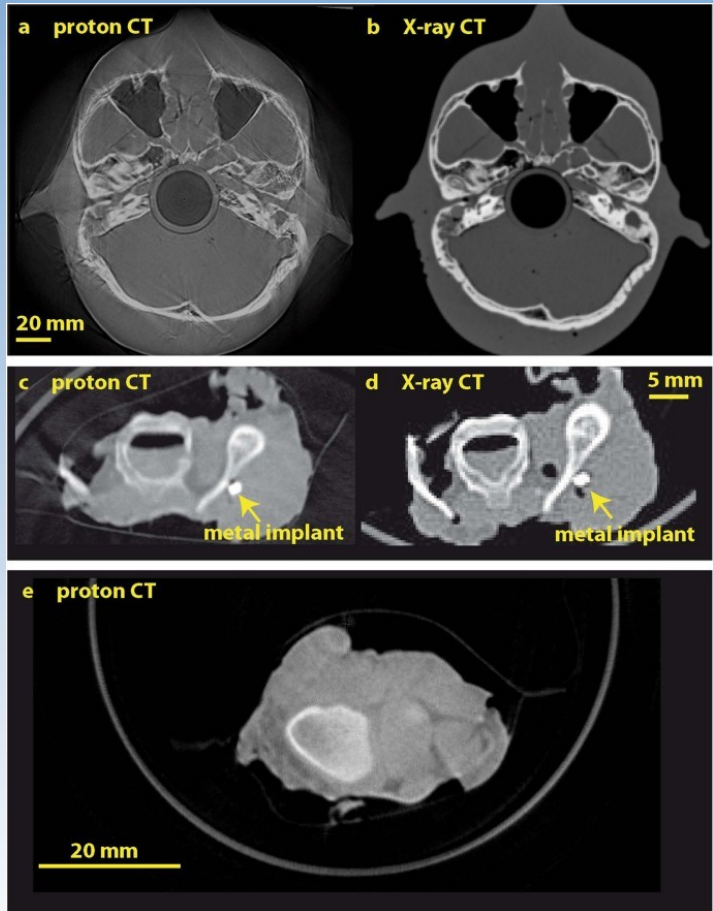 a proton CT
b X-ray CT
20 mm
c proton CT
d X-ray CT
5 mm
metal implant
metal implant
e proton CT
20 mm